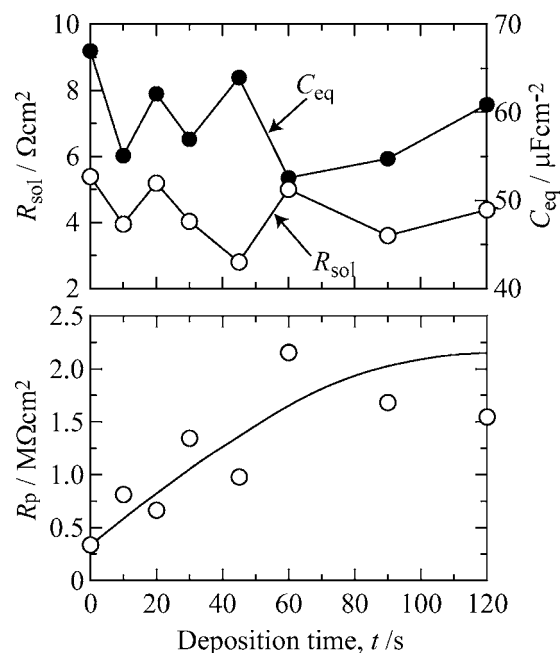 10
8
6
4
2
R_sol / Ωcm²
70
60
50
40
C_eq / μFcm⁻²
C_eq
R_sol
2.5
2.0
1.5
1.0
0.5
0
R_p / MΩcm²
0 20 40 60 80 100 120
Deposition time, t /s